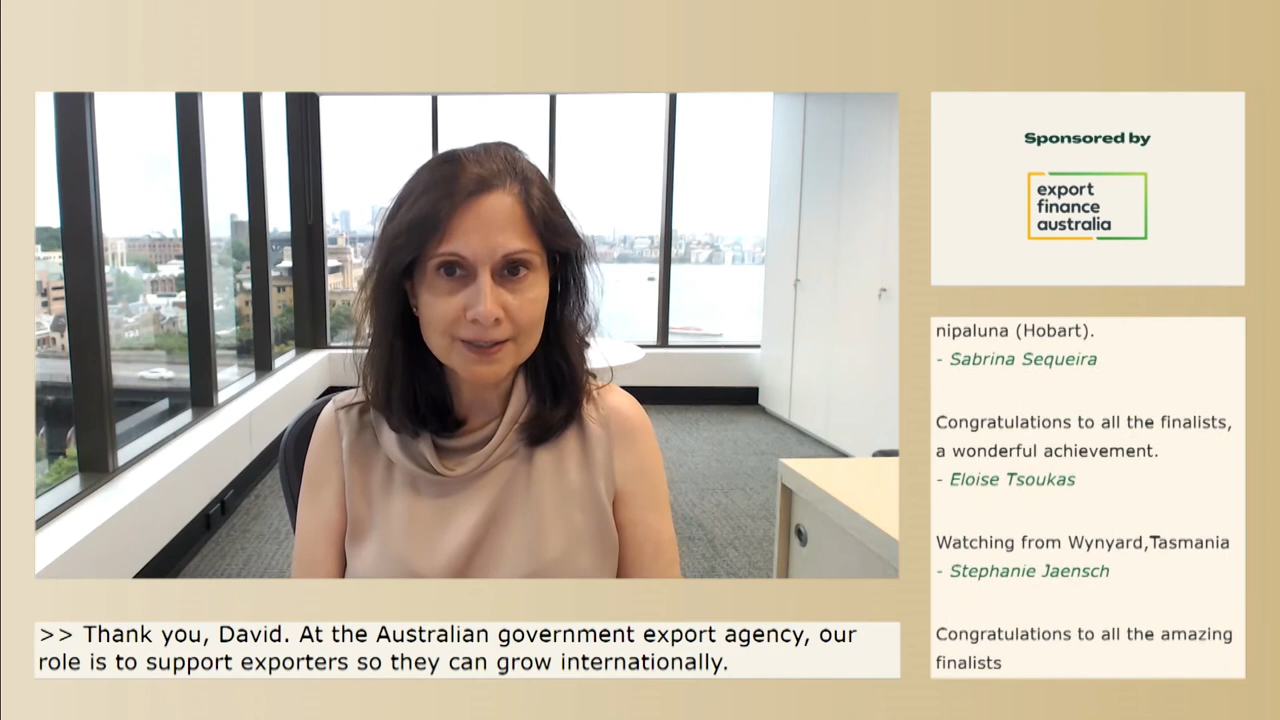 Sponsored by
export
finance
australia
nipaluna (Hobart).
- Sabrina Sequeira
Congratulations to all the finalists,
a wonderful achievement.
- Eloise Tsoukas
Watching from Wynyard,Tasmania
- Stephanie Jaensch
Congratulations to all the amazing
finalists
>> Thank you, David. At the Australian government export agency, our
role is to support exporters so they can grow internationally.